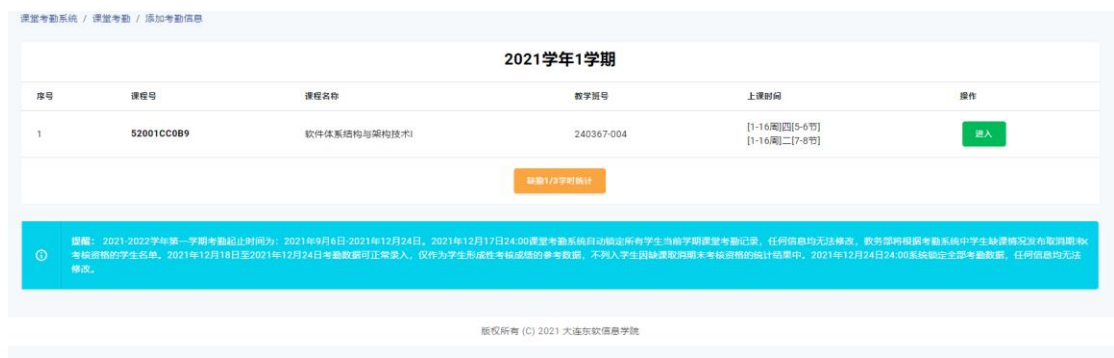 课堂考勤系统 / 课堂考勤 / 添加考勤信息
2021学年1学期
序号 课程号 课程名称 教学班号 上课时间 操作
1 52001CC0B9 软件体系结构与架构技术I 240367-004 [1-16周]四[5-6节] 进入
[1-16周]二[7-8节]
缺勤1/3学时统计
提醒： 2021-2022学年第一学期考勤起止时间为：2021年9月6日-2021年12月24日。2021年12月17日24:00课堂考勤系统自动锁定所有学生当前学期课堂考勤记录，任何信息均无法修改，教务部将根据考勤系统中学生缺课情况发布取消期末
考核资格的学生名单。2021年12月18日至2021年12月24日考勤数据可正常录入，仅作为学生形成性考核成绩的参考数据，不列入学生因缺课取消期末考核资格的统计结果中。2021年12月24日24:00系统锁定全部考勤数据，任何信息均无法
修改。
版权所有 (C) 2021 大连东软信息学院